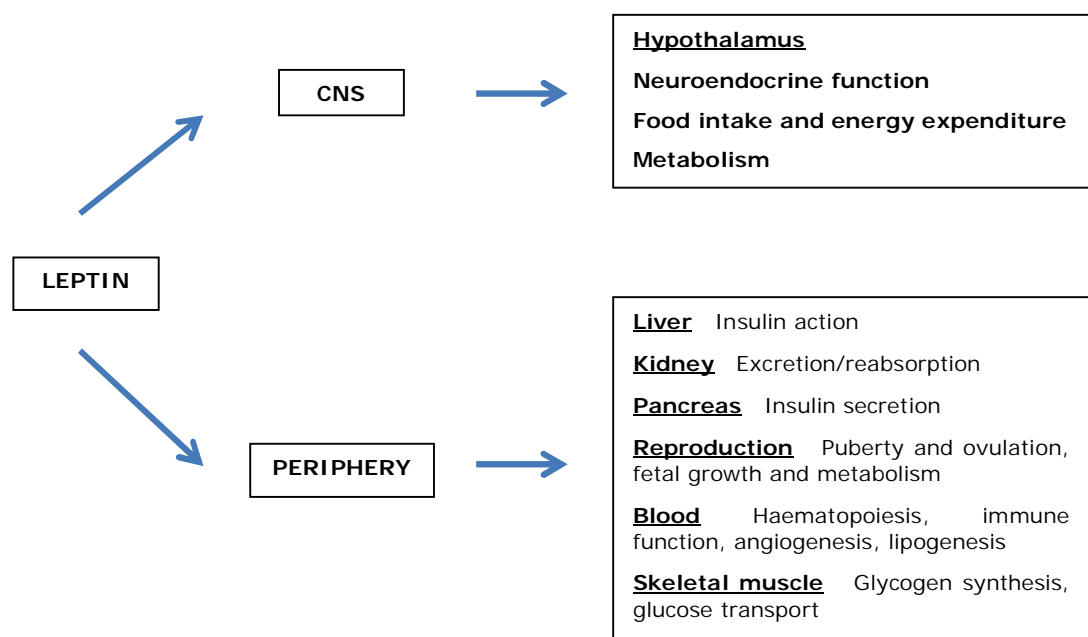 Hypothalamus
Neuroendocrine function
Food intake and energy expenditure
Metabolism
CNS
LEPTIN
PERIPHERY
Liver Insulin action
Kidney Excretion/reabsorption
Pancreas Insulin secretion
Reproduction Puberty and ovulation,
fetal growth and metabolism
Blood Haematopoiesis, immune
function, angiogenesis, lipogenesis
Skeletal muscle Glycogen synthesis,
glucose transport